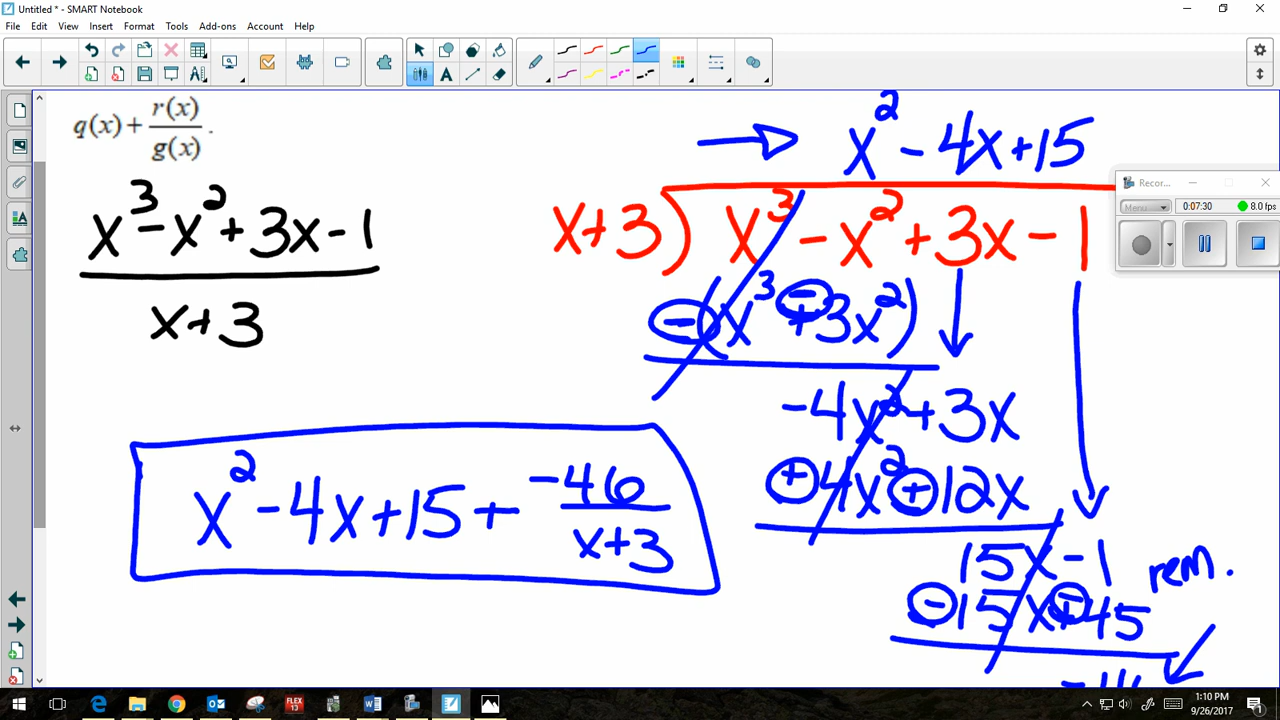 Untitled * - SMART Notebook
File Edit View Insert Format Tools Add-ons Account Help
q(x) + r(x)
g(x) .
x³ - x² + 3x - 1
x + 3
x² - 4x + 15
x + 3 ) x³ - x² + 3x - 1
- (x³ + 3x²)
-
-4x² + 3x
+ 4x² + 12x
15x - 1
rem.
- 15x + 45
-
x² - 4x + 15 + -46
x + 3
Recor...
Menu
0:07:30 8.0 fps
FLEX
13
1:10 PM
9/26/2017